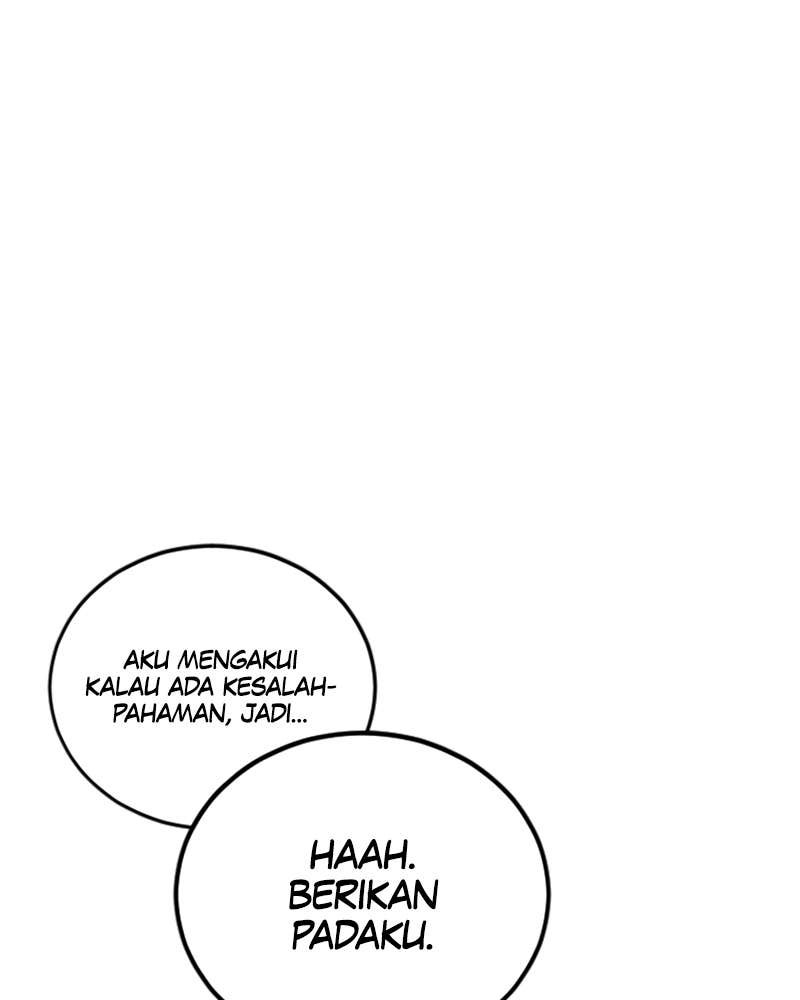 AKU MENGAKUI
KALAU ADA KESALAH-
PAHAMAN, JADI...
HAAH.
BERIKAN
PADAKU.